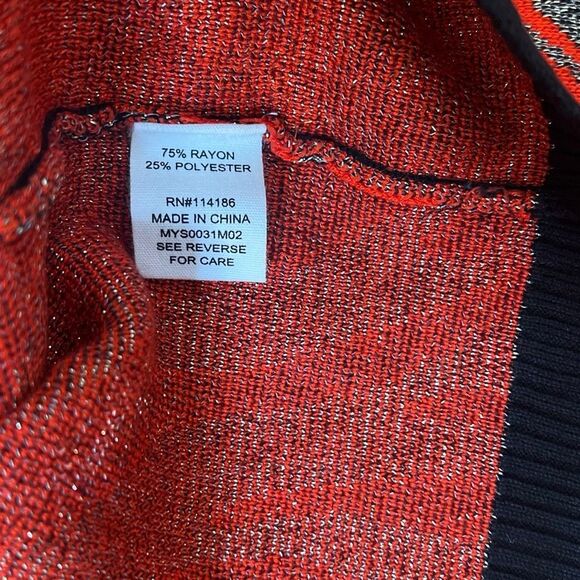 75% RAYON
25% POLYESTER
RN#114186
MADE IN CHINA
MYS0031M02
SEE REVERSE
FOR CARE